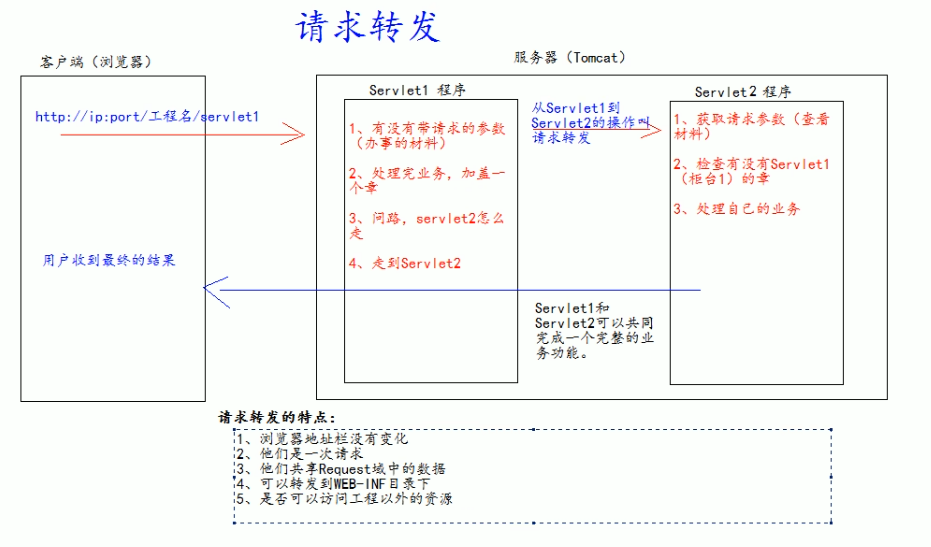 请求转发
客户端（浏览器）
服务器（Tomcat）
http://ip:port/工程名/servlet1
用户收到最终的结果
Servlet1 程序
1、有没有带请求的参数
（办事的材料）
2、处理完业务，加盖一
个章
3、问路，servlet2怎么
走
4、走到Servlet2
从Servlet1到
Servlet2的操作叫
请求转发
Servlet2 程序
1、获取请求参数（查看
材料）
2、检查有没有Servlet1
（柜台1）的章
3、处理自己的业务
Servlet1和
Servlet2可以共同
完成一个完整的业
务功能。
请求转发的特点：
1、浏览器地址栏没有变化
2、他们是一次请求
3、他们共享Request域中的数据
4、可以转发到WEB-INF目录下
5、是否可以访问工程以外的资源